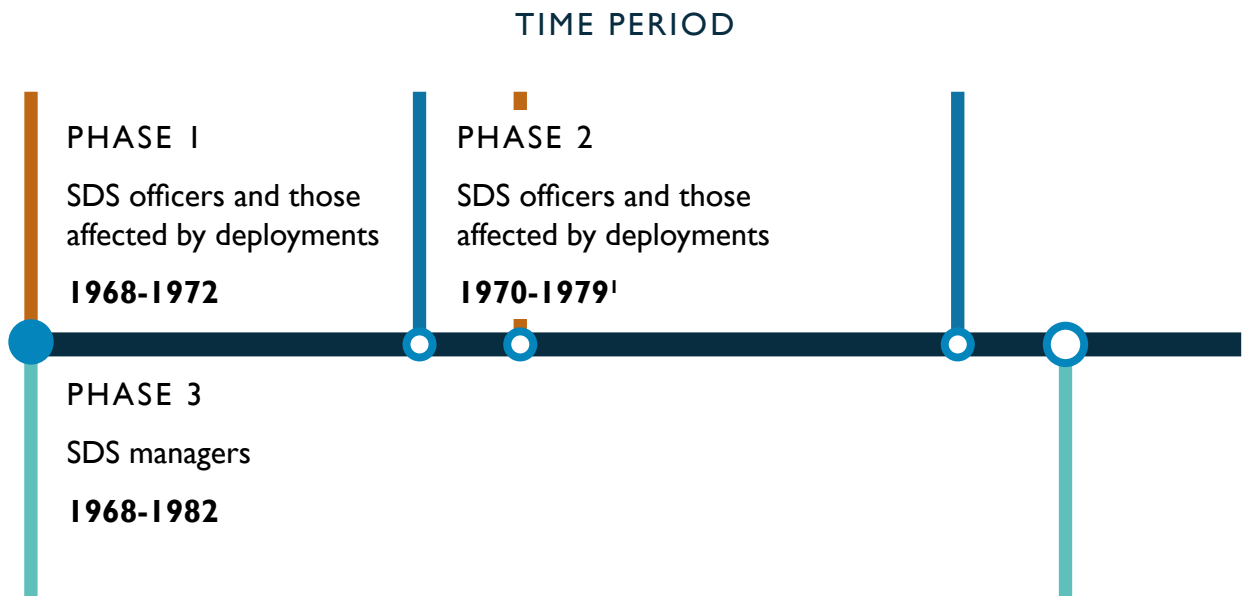 TIME PERIOD
PHASE 1
SDS officers and those
affected by deployments
1968-1972
PHASE 2
SDS officers and those
affected by deployments
1970-1979¹
PHASE 3
SDS managers
1968-1982